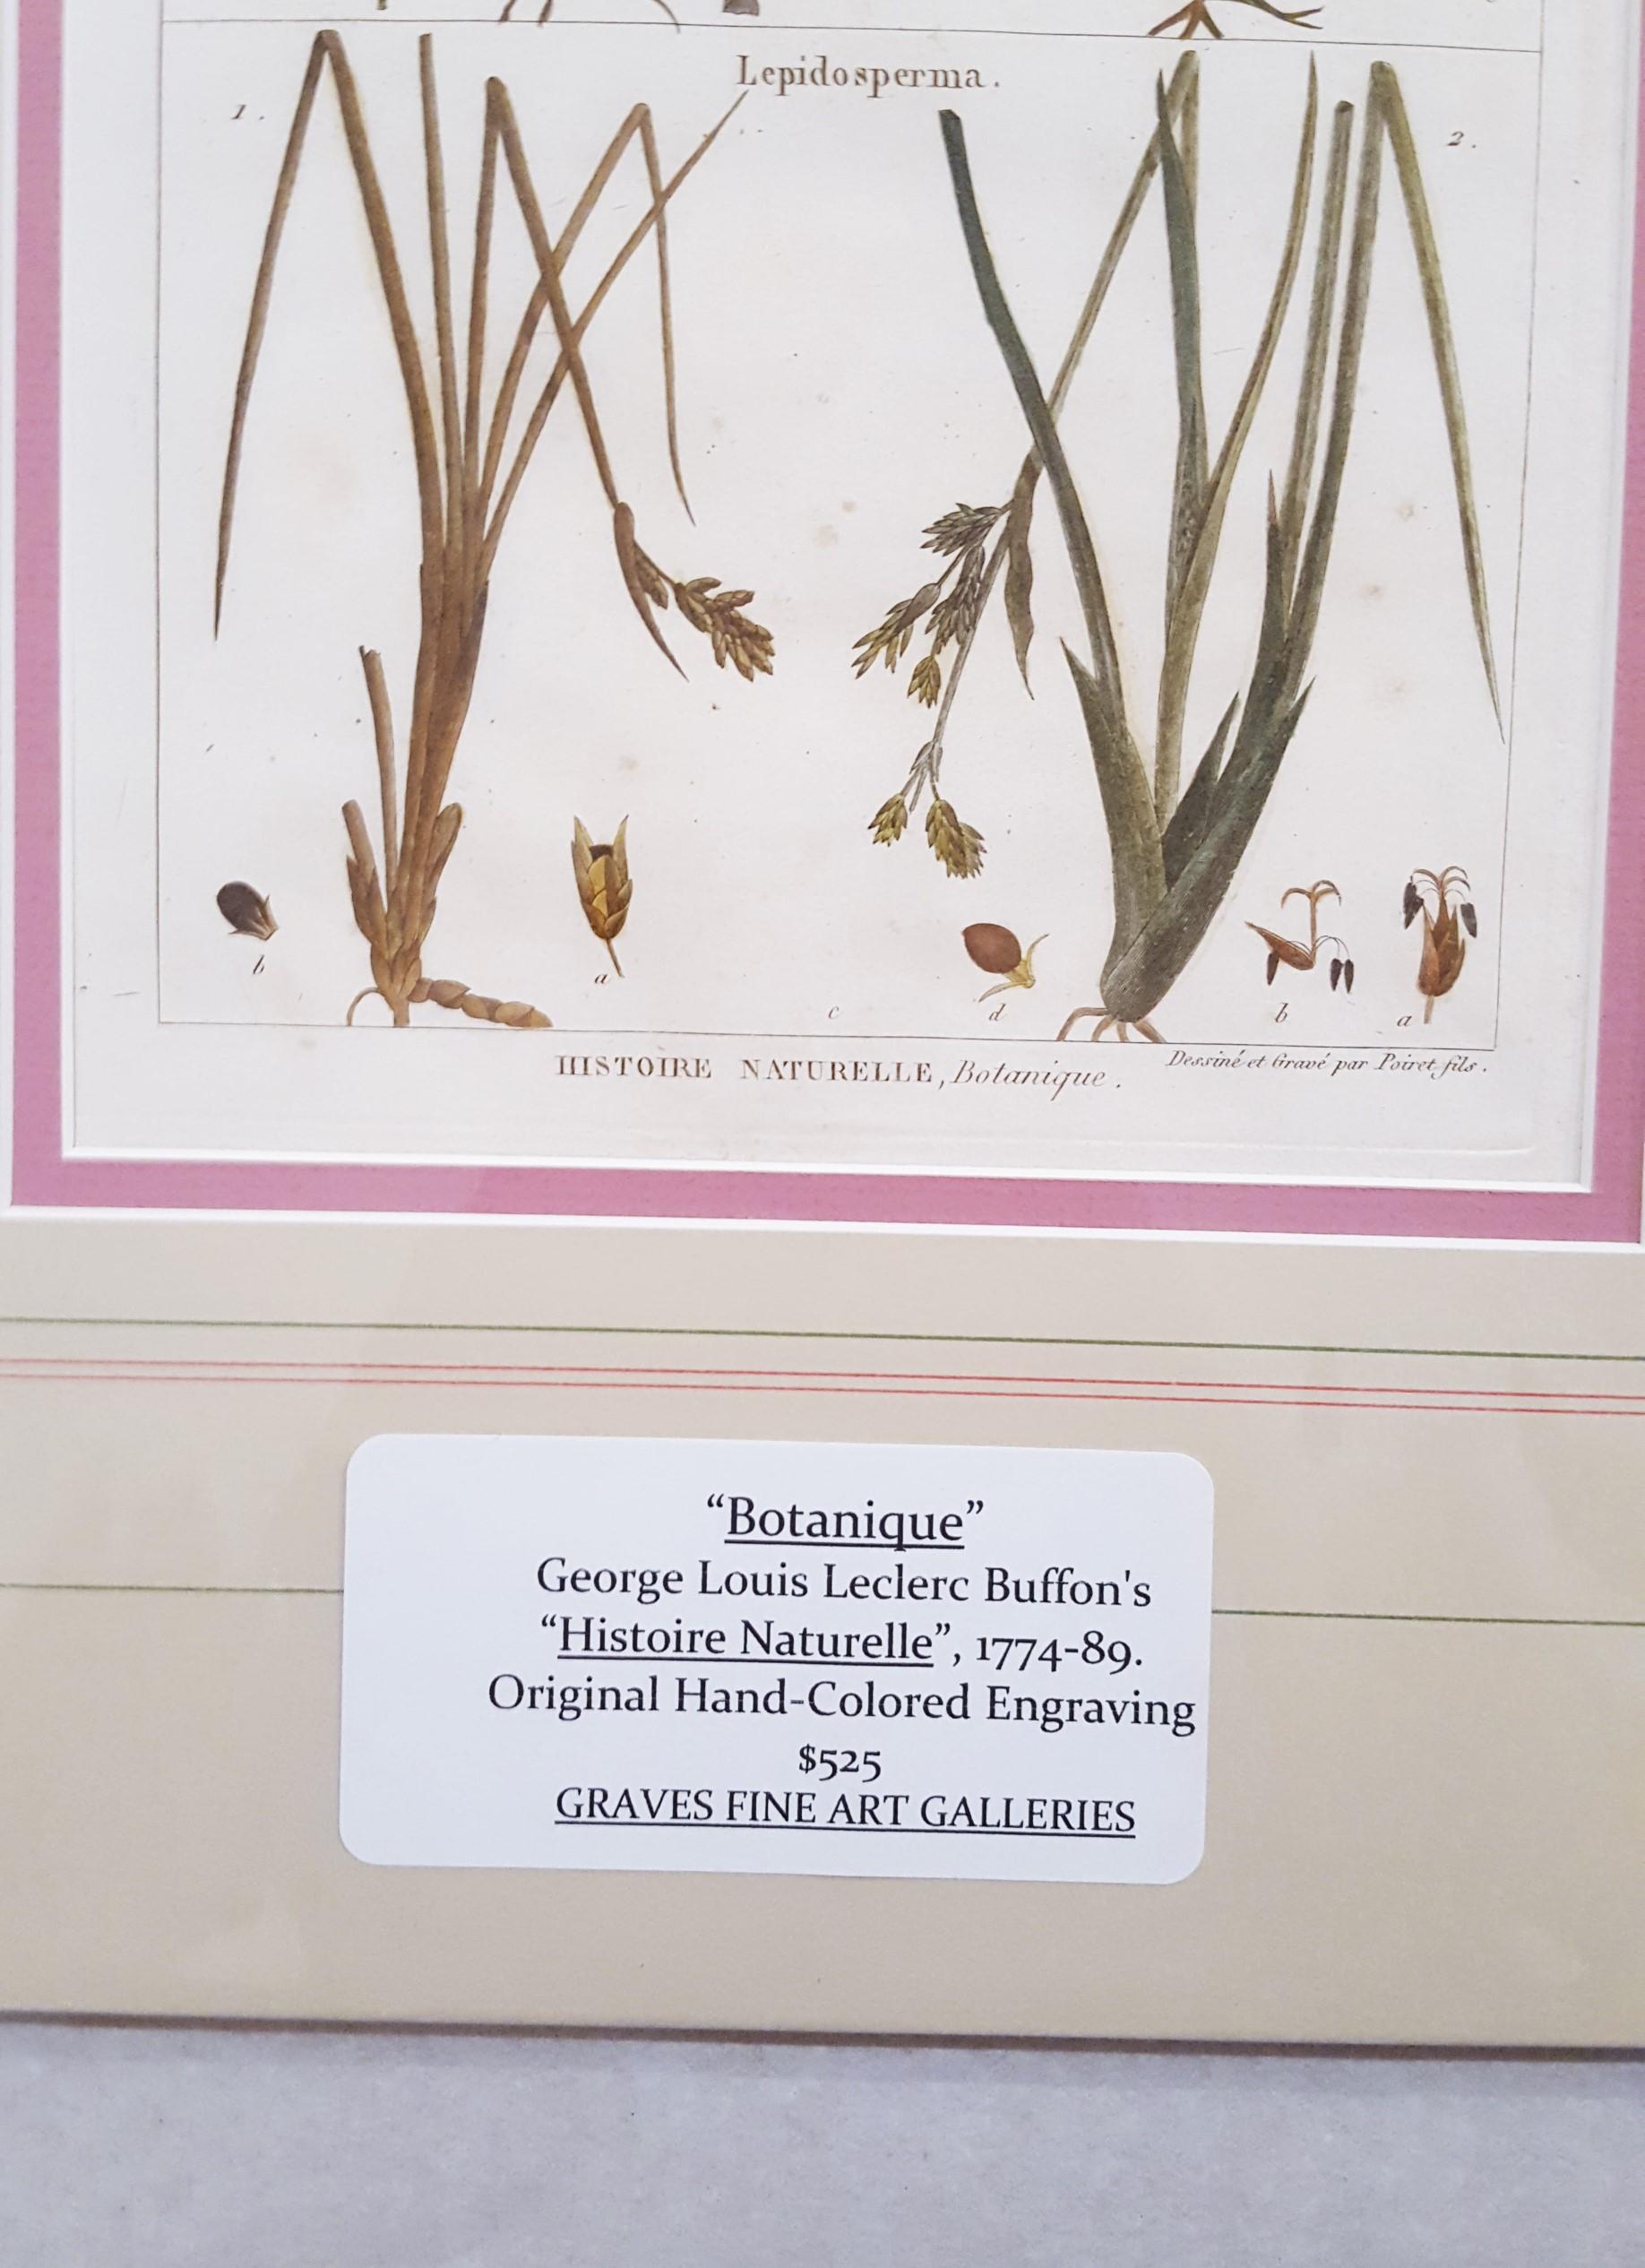 Lepidosperma.
1.
2.
b
a
c
d
b
a
HISTOIRE NATURELLE, Botanique.
Dessiné et Gravé par Poiret fils.
“Botanique”
George Louis Leclerc Buffon's
“Histoire Naturelle”, 1774-89.
Original Hand-Colored Engraving
$525
GRAVES FINE ART GALLERIES